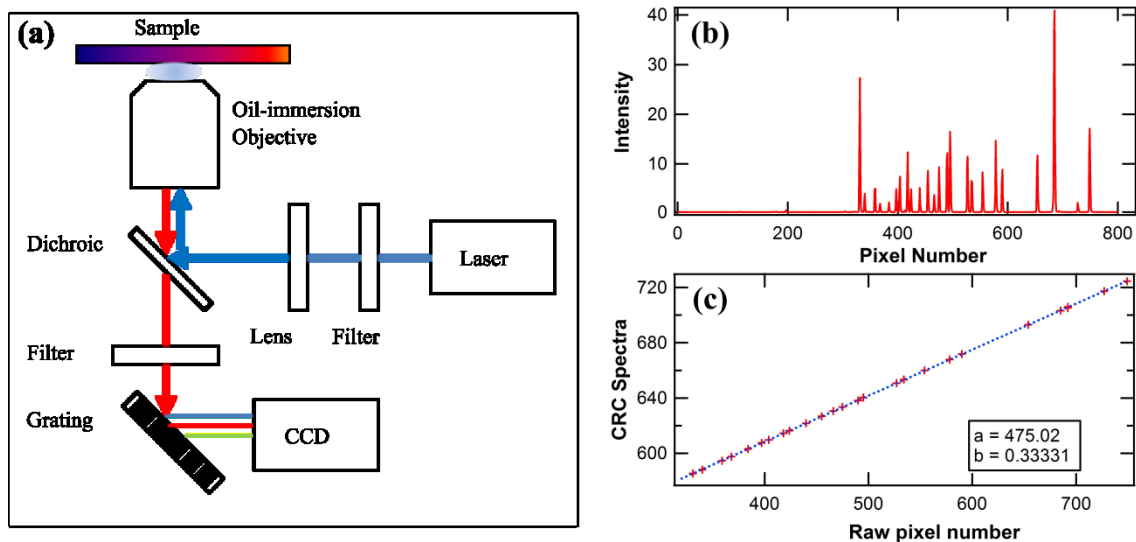 (a)
Sample
Oil-immersion
Objective
Dichroic
Laser
Lens
Filter
Filter
Grating
CCD
(b)
Intensity
40
30
20
10
0
0
200
400
600
800
Pixel Number
(c)
CRC Spectra
720
680
640
600
a = 475.02
b = 0.33331
400
500
600
700
Raw pixel number